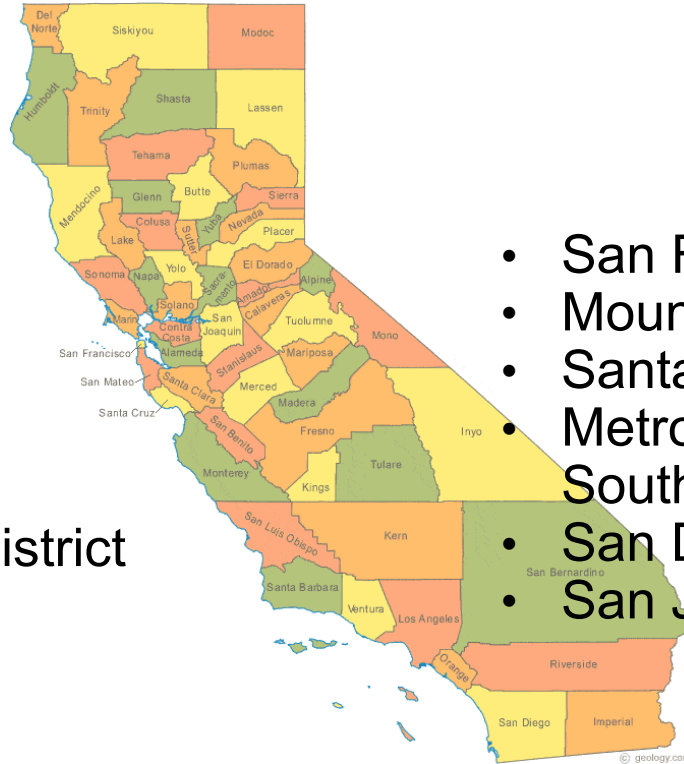 Del
Norte
Siskiyou
Modoc
Humboldt
Trinity
Shasta
Lassen
Tehama
Plumas
Mendocino
Glenn
Butte
Sierra
Colusa
Yuba
Nevada
Lake
Sutter
Placer
Sonoma
Napa
Yolo
Sacra-
mento
El Dorado
Alpine
Amador
Solano
Calaveras
Marin
Contra
Costa
San
Joaquin
Tuolumne
Mono
San Francisco
Alameda
Stanislaus
Mariposa
San Mateo
Santa Clara
Merced
Santa Cruz
Madera
San Benito
Fresno
Inyo
Monterey
Tulare
Kings
San Luis Obispo
Kern
San Bernardino
Santa Barbara
Ventura
Los Angeles
Orange
Riverside
San Diego
Imperial
© geology.co
istrict
• San
• Moun
• Santa
• Metro
South
• San
• San